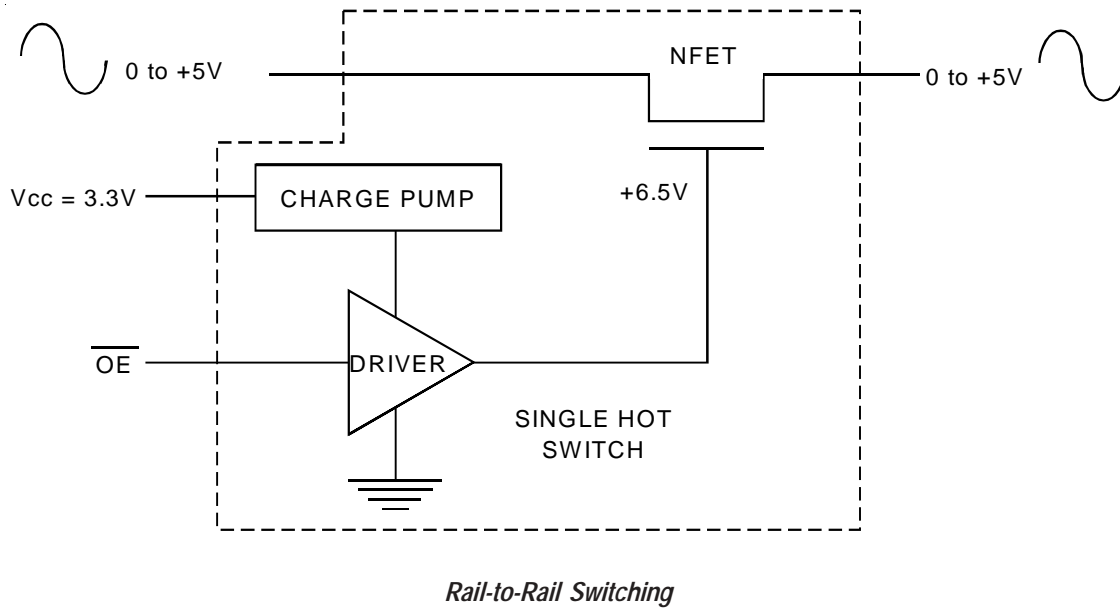 NFET
0 to +5V
0 to +5V
Vcc = 3.3V
CHARGE PUMP
+6.5V
OE
DRIVER
SINGLE HOT
SWITCH
Rail-to-Rail Switching